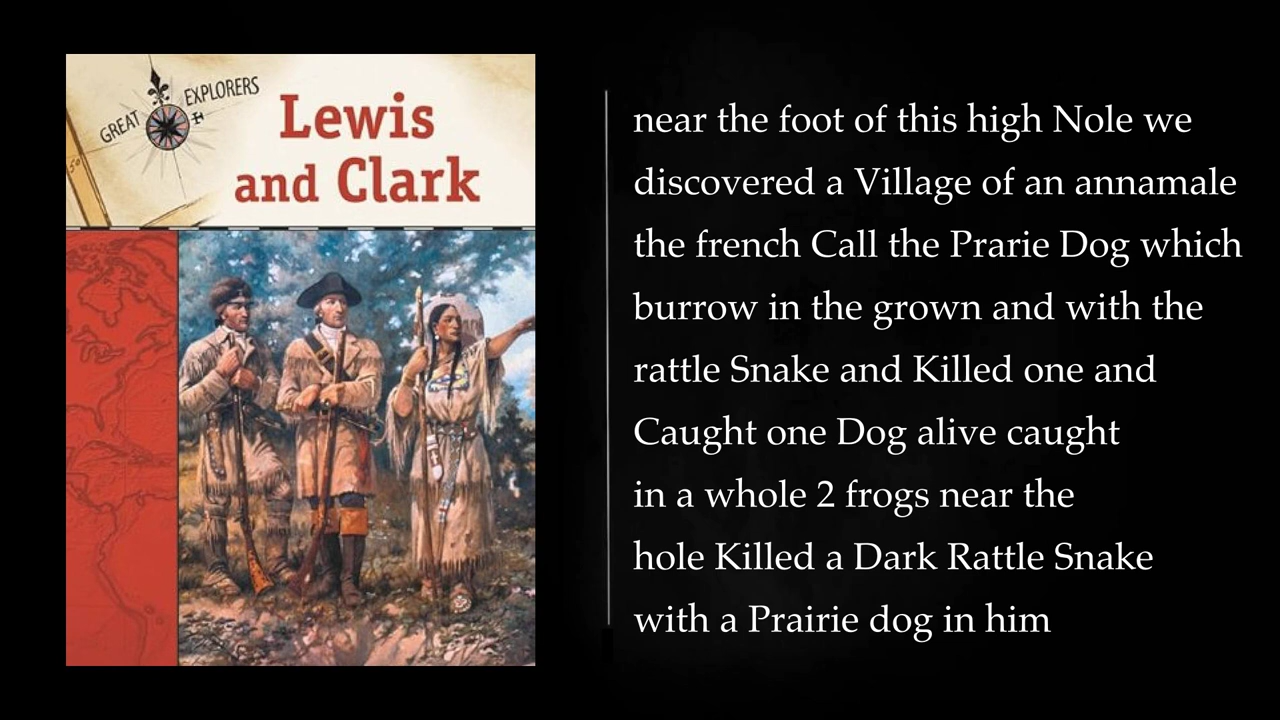 GREAT EXPLORERS
Lewis
and Clark
50
near the foot of this high Nole we
discovered a Village of an annamale
the french Call the Prarie Dog which
burrow in the grown and with the
rattle Snake and Killed one and
Caught one Dog alive caught
in a whole 2 frogs near the
hole Killed a Dark Rattle Snake
with a Prairie dog in him